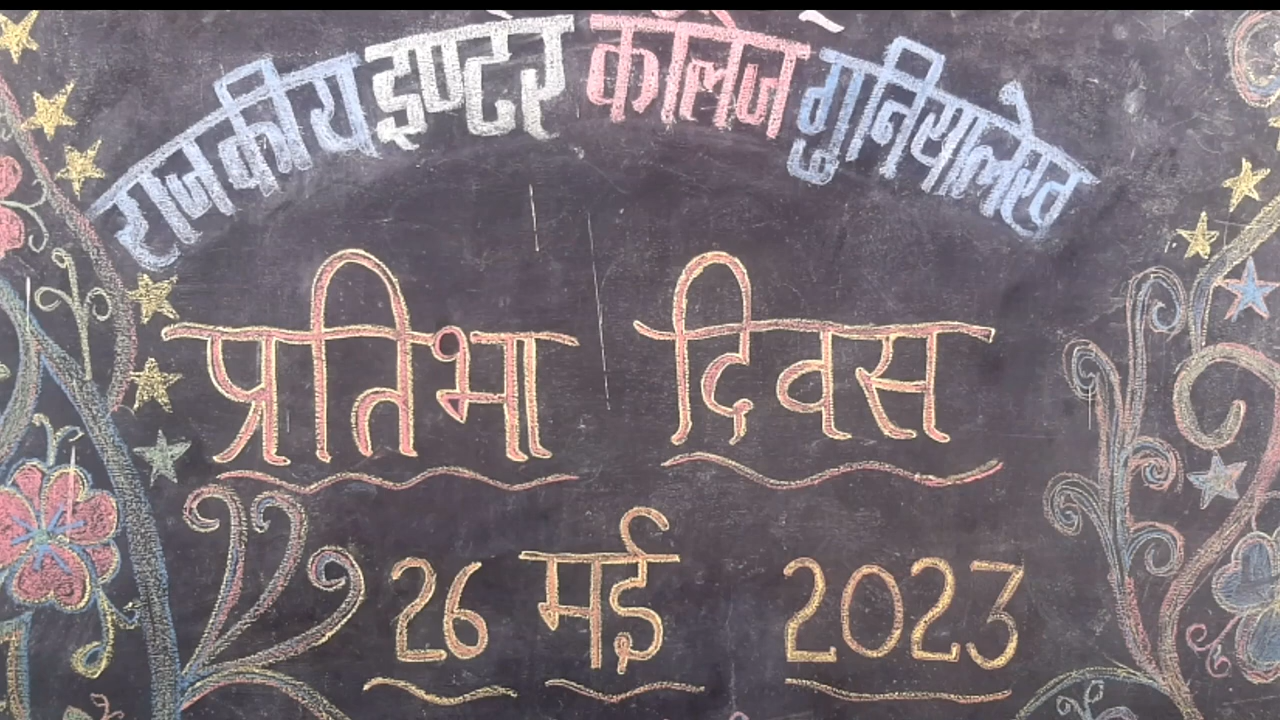 राजकीय इण्टर कॉलेज गुनियालेख
प्रतिभा दिवस
26 मई 2023